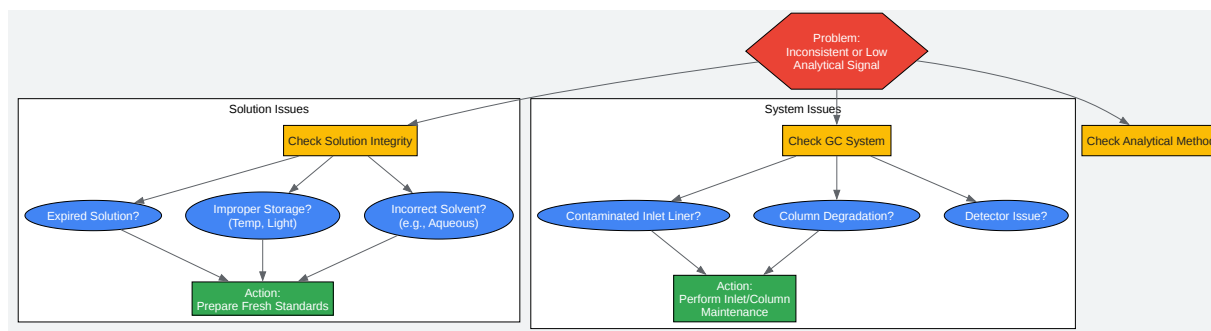 Problem:
Inconsistent or Low
Analytical Signal
Solution Issues
System Issues
Check Solution Integrity
Check GC System
Check Analytical Method
Expired Solution?
Improper Storage?
(Temp, Light)
Incorrect Solvent?
(e.g., Aqueous)
Contaminated Inlet Liner?
Column Degradation?
Detector Issue?
Action:
Prepare Fresh Standards
Action:
Perform Inlet/Column
Maintenance